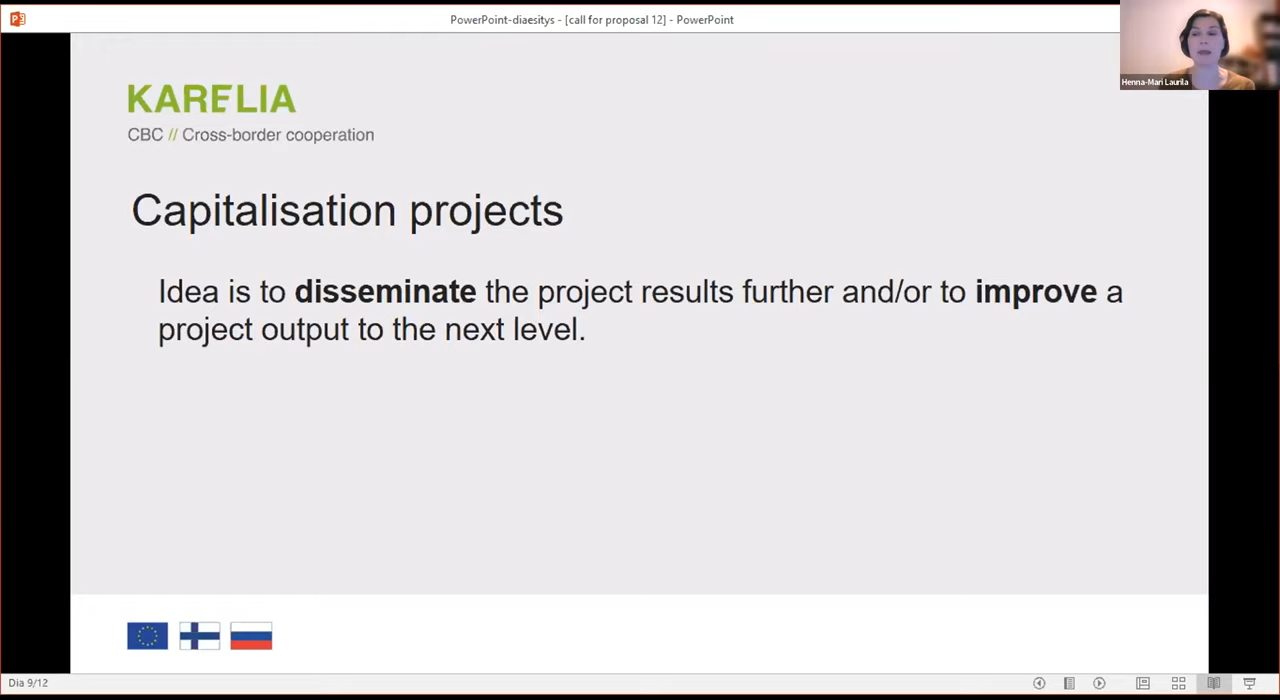 PowerPoint-diaesitys - [call for proposal 12] - PowerPoint
Henna-Mari Laurila
KARELIA
CBC // Cross-border cooperation
Capitalisation projects
Idea is to disseminate the project results further and/or to improve a
project output to the next level.
Dia 9/12